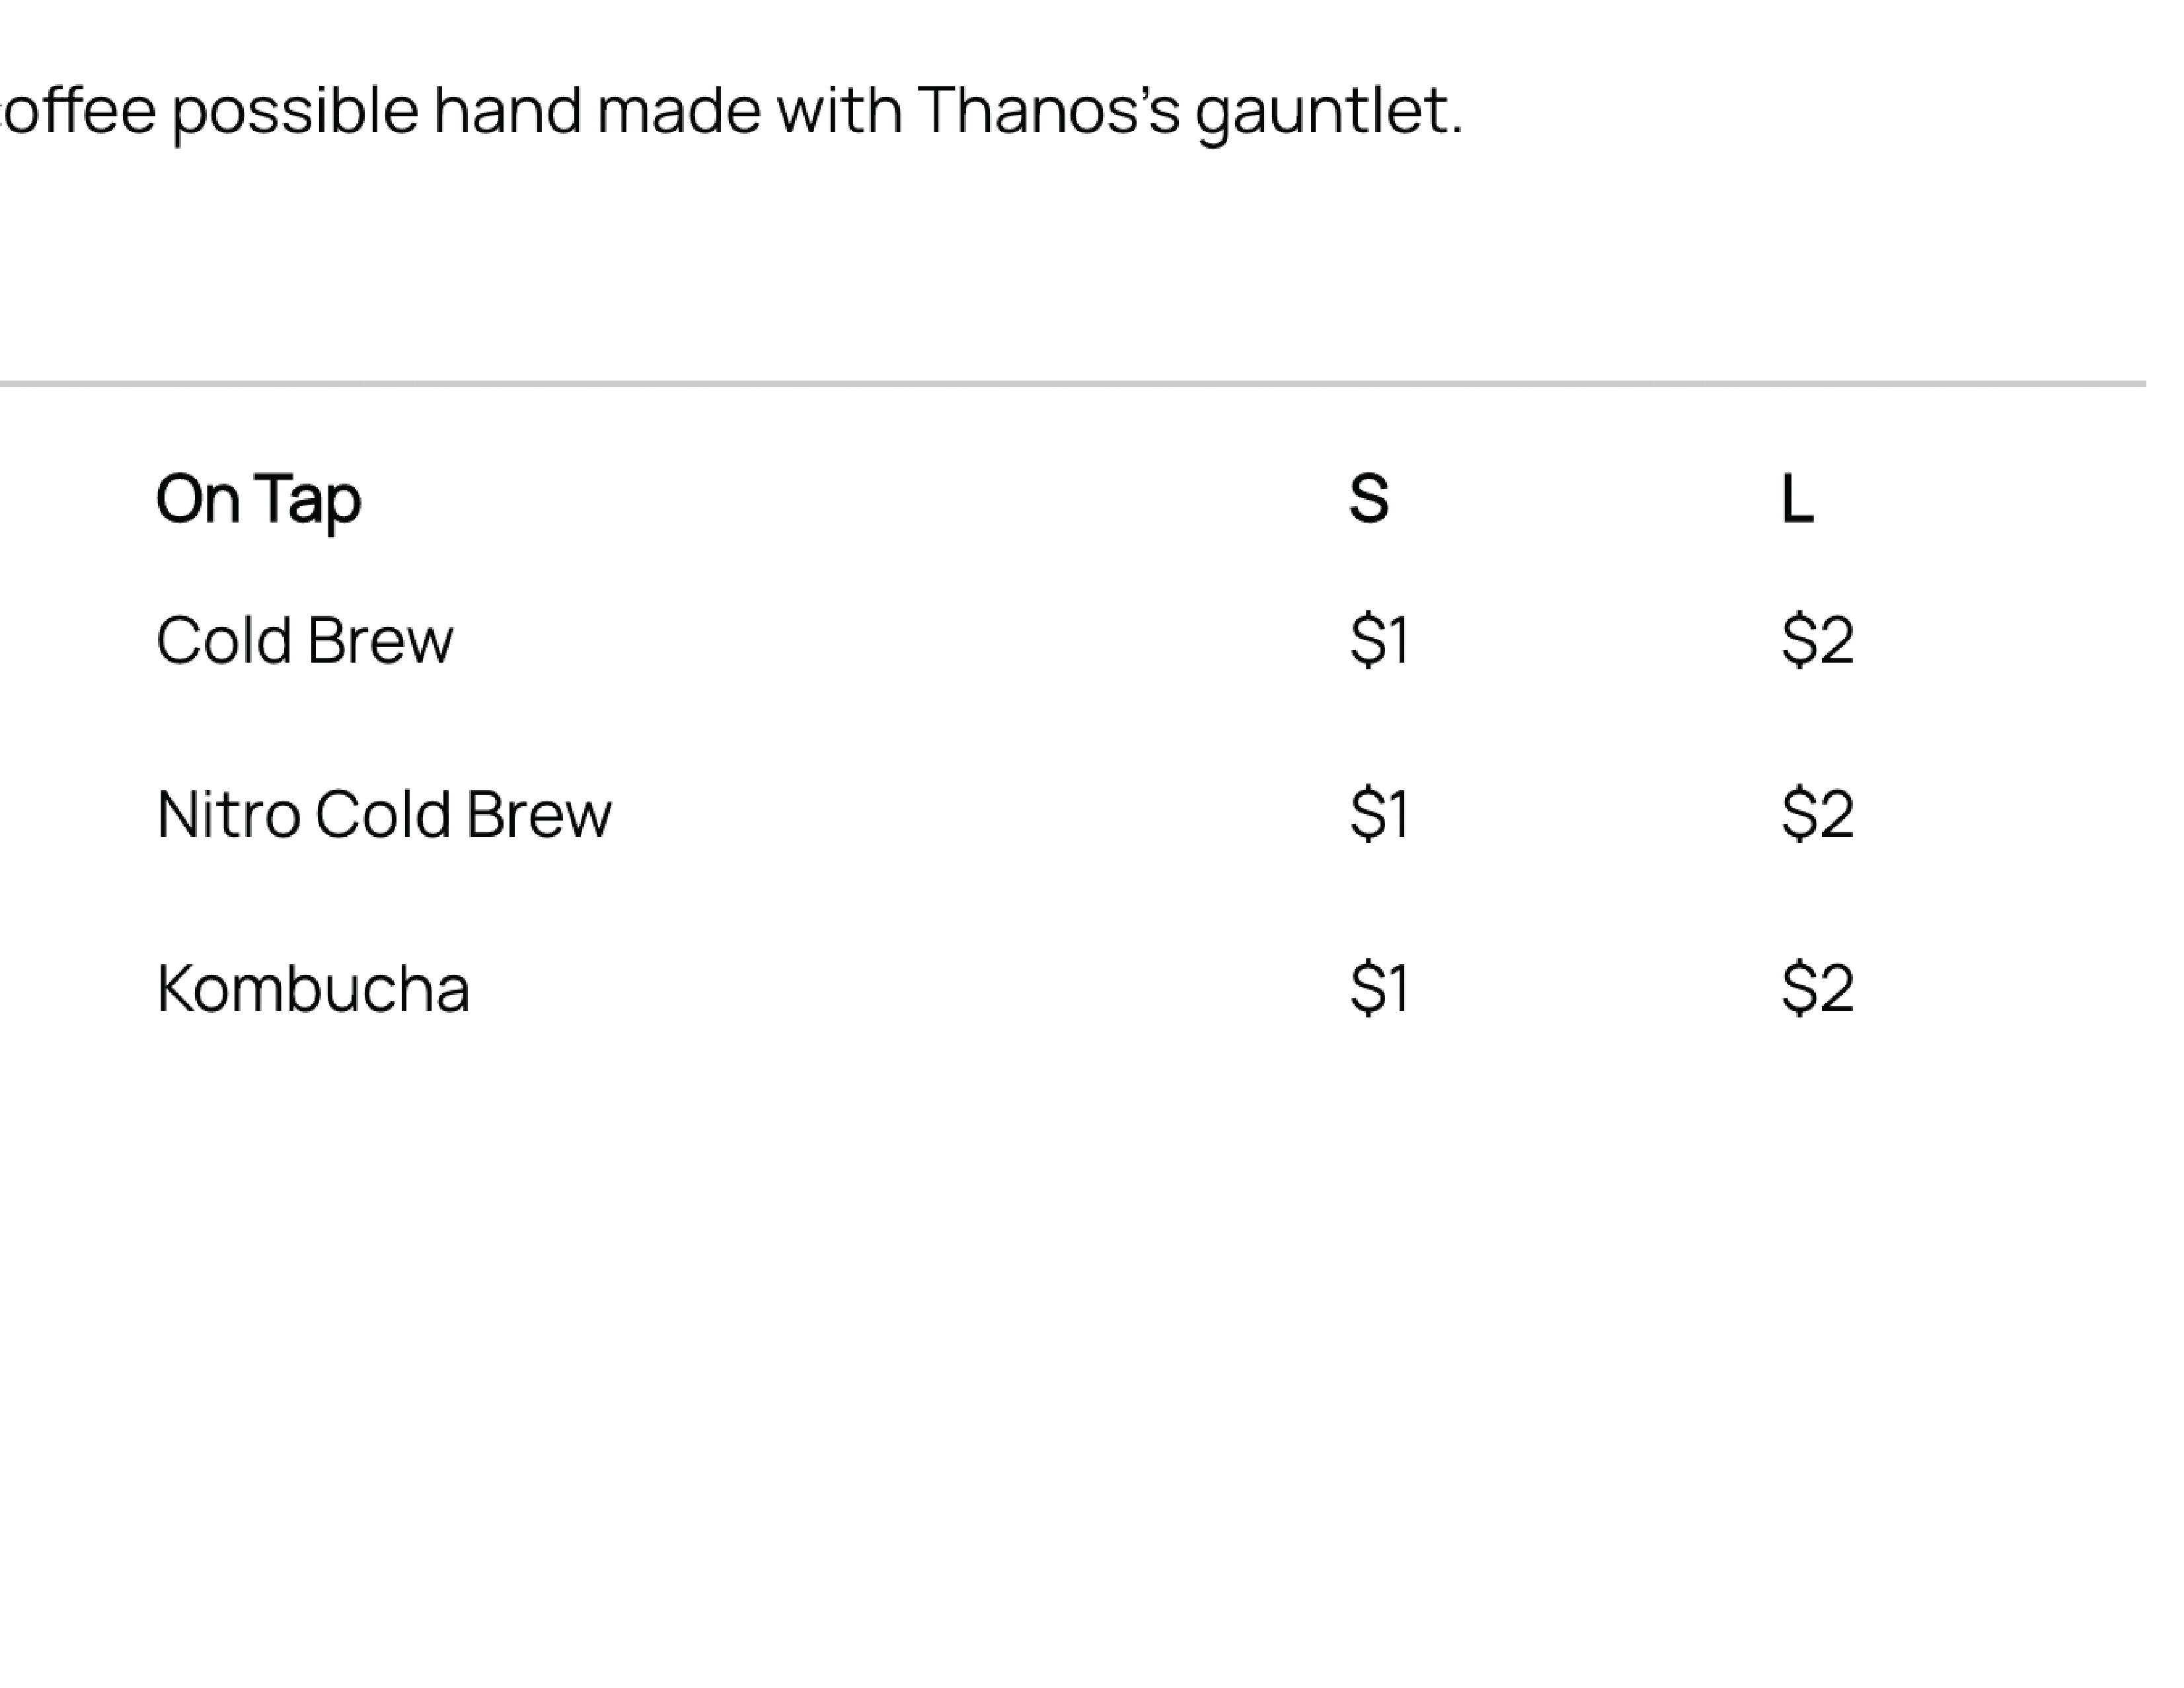 offee possible hand made with Thanos’s gauntlet.
On Tap S L
Cold Brew $1 $2
Nitro Cold Brew $1 $2
Kombucha $1 $2